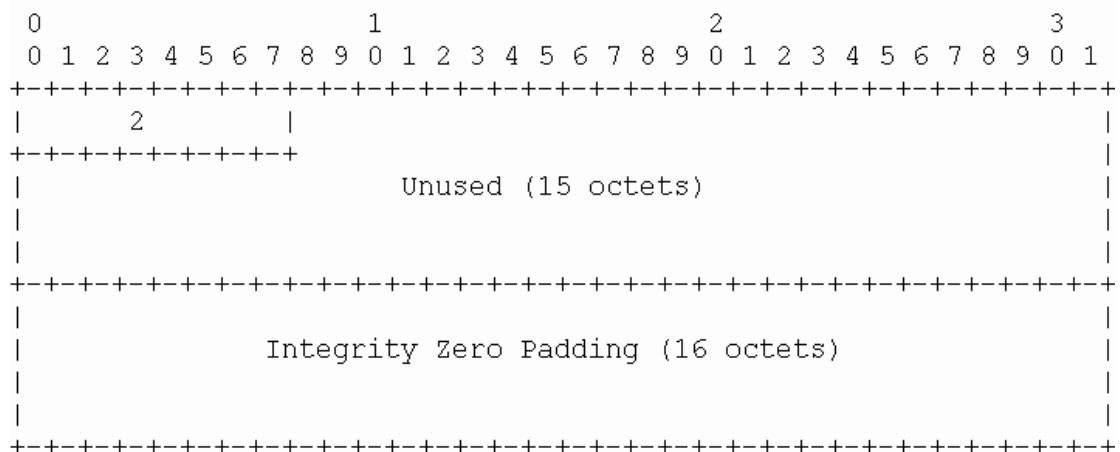 0                   1                   2                   3
 0 1 2 3 4 5 6 7 8 9 0 1 2 3 4 5 6 7 8 9 0 1 2 3 4 5 6 7 8 9 0 1
+-+-+-+-+-+-+-+-+-+-+-+-+-+-+-+-+-+-+-+-+-+-+-+-+-+-+-+-+-+-+-+-+
|      2        |                                               |
+-+-+-+-+-+-+-+-+                                               |
|                      Unused (15 octets)                       |
|                                                               |
|                                                               |
+-+-+-+-+-+-+-+-+-+-+-+-+-+-+-+-+-+-+-+-+-+-+-+-+-+-+-+-+-+-+-+-+
|                                                               |
|              Integrity Zero Padding (16 octets)               |
|                                                               |
|                                                               |
+-+-+-+-+-+-+-+-+-+-+-+-+-+-+-+-+-+-+-+-+-+-+-+-+-+-+-+-+-+-+-+-+